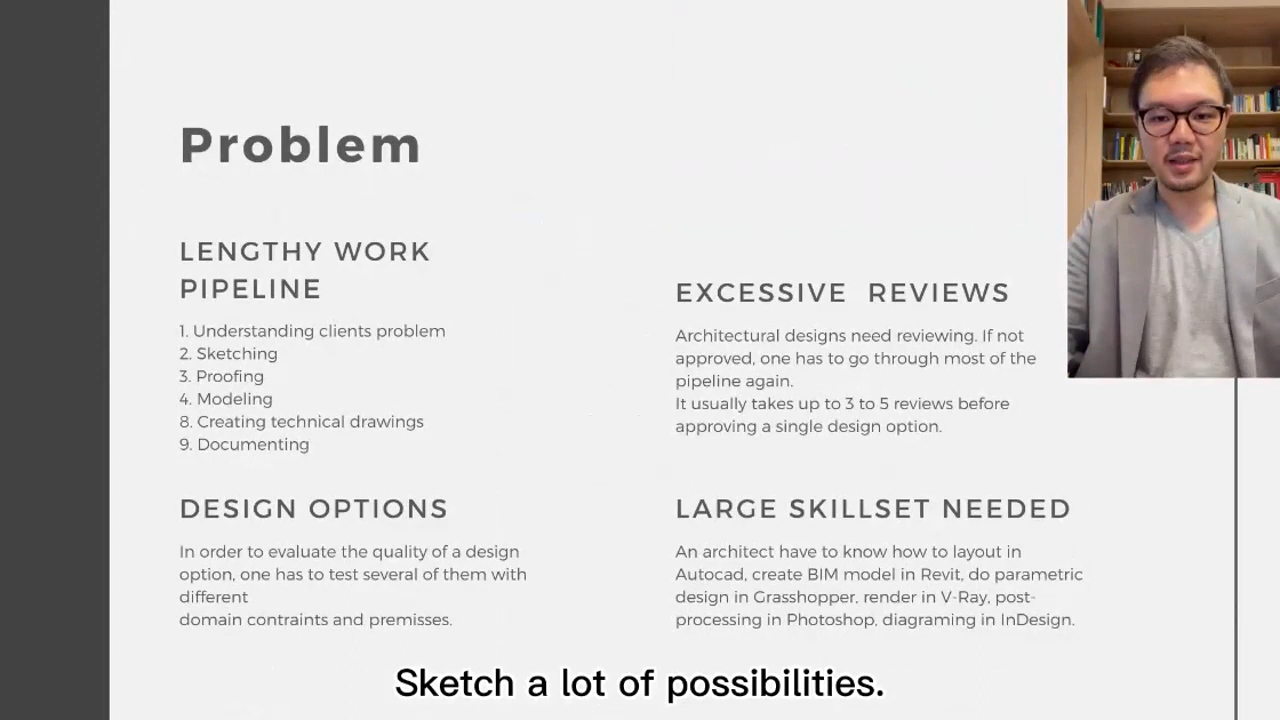 Problem
LENGTHY WORK
PIPELINE
1. Understanding clients problem
2. Sketching
3. Proofing
4. Modeling
8. Creating technical drawings
9. Documenting
EXCESSIVE REVIEWS
Architectural designs need reviewing. If not
approved, one has to go through most of the
pipeline again.
It usually takes up to 3 to 5 reviews before
approving a single design option.
DESIGN OPTIONS
In order to evaluate the quality of a design
option, one has to test several of them with
different
domain contraints and premisses.
LARGE SKILLSET NEEDED
An architect have to know how to layout in
Autocad, create BIM model in Revit, do parametric
design in Grasshopper, render in V-Ray, post-
processing in Photoshop, diagraming in InDesign.
Sketch a lot of possibilities.